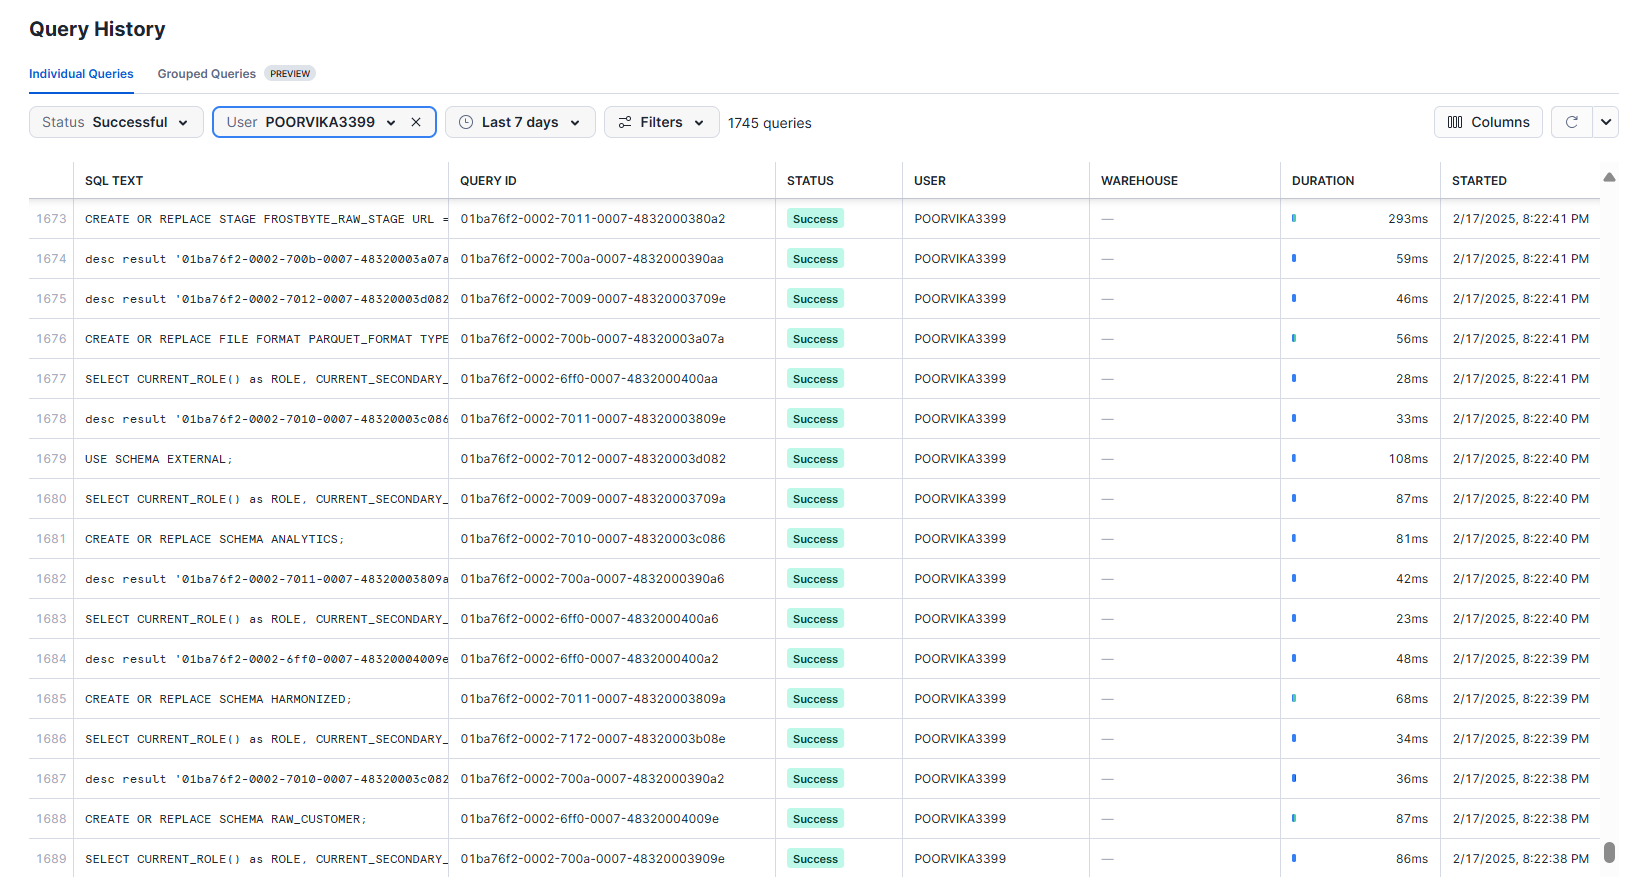 Query History
Individual Queries Grouped Queries PREVIEW
Status Successful User POORVIKA3399 Last 7 days Filters 1745 queries Columns
SQL TEXT QUERY ID STATUS USER WAREHOUSE DURATION STARTED
1673 CREATE OR REPLACE STAGE FROSTBYTE_RAW_STAGE URL = 01ba76f2-0002-7011-0007-4832000380a2 Success POORVIKA3399 — 293ms 2/17/2025, 8:22:41 PM
1674 desc result '01ba76f2-0002-700b-0007-48320003a07a 01ba76f2-0002-700a-0007-4832000390aa Success POORVIKA3399 — 59ms 2/17/2025, 8:22:41 PM
1675 desc result '01ba76f2-0002-7012-0007-48320003d082 01ba76f2-0002-7009-0007-48320003709e Success POORVIKA3399 — 46ms 2/17/2025, 8:22:41 PM
1676 CREATE OR REPLACE FILE FORMAT PARQUET_FORMAT TYPE 01ba76f2-0002-700b-0007-48320003a07a Success POORVIKA3399 — 56ms 2/17/2025, 8:22:41 PM
1677 SELECT CURRENT_ROLE() as ROLE, CURRENT_SECONDARY_ 01ba76f2-0002-6ff0-0007-4832000400aa Success POORVIKA3399 — 28ms 2/17/2025, 8:22:41 PM
1678 desc result '01ba76f2-0002-7010-0007-48320003c086 01ba76f2-0002-7011-0007-48320003809e Success POORVIKA3399 — 33ms 2/17/2025, 8:22:40 PM
1679 USE SCHEMA EXTERNAL; 01ba76f2-0002-7012-0007-48320003d082 Success POORVIKA3399 — 108ms 2/17/2025, 8:22:40 PM
1680 SELECT CURRENT_ROLE() as ROLE, CURRENT_SECONDARY_ 01ba76f2-0002-7009-0007-48320003709a Success POORVIKA3399 — 87ms 2/17/2025, 8:22:40 PM
1681 CREATE OR REPLACE SCHEMA ANALYTICS; 01ba76f2-0002-7010-0007-48320003c086 Success POORVIKA3399 — 81ms 2/17/2025, 8:22:40 PM
1682 desc result '01ba76f2-0002-7011-0007-48320003809a 01ba76f2-0002-700a-0007-4832000390a6 Success POORVIKA3399 — 42ms 2/17/2025, 8:22:40 PM
1683 SELECT CURRENT_ROLE() as ROLE, CURRENT_SECONDARY_ 01ba76f2-0002-6ff0-0007-4832000400a6 Success POORVIKA3399 — 23ms 2/17/2025, 8:22:40 PM
1684 desc result '01ba76f2-0002-6ff0-0007-48320004009e 01ba76f2-0002-6ff0-0007-4832000400a2 Success POORVIKA3399 — 48ms 2/17/2025, 8:22:39 PM
1685 CREATE OR REPLACE SCHEMA HARMONIZED; 01ba76f2-0002-7011-0007-48320003809a Success POORVIKA3399 — 68ms 2/17/2025, 8:22:39 PM
1686 SELECT CURRENT_ROLE() as ROLE, CURRENT_SECONDARY_ 01ba76f2-0002-7172-0007-48320003b08e Success POORVIKA3399 — 34ms 2/17/2025, 8:22:39 PM
1687 desc result '01ba76f2-0002-7010-0007-48320003c082 01ba76f2-0002-700a-0007-4832000390a2 Success POORVIKA3399 — 36ms 2/17/2025, 8:22:38 PM
1688 CREATE OR REPLACE SCHEMA RAW_CUSTOMER; 01ba76f2-0002-6ff0-0007-48320004009e Success POORVIKA3399 — 87ms 2/17/2025, 8:22:38 PM
1689 SELECT CURRENT_ROLE() as ROLE, CURRENT_SECONDARY_ 01ba76f2-0002-700a-0007-48320003909e Success POORVIKA3399 — 86ms 2/17/2025, 8:22:38 PM